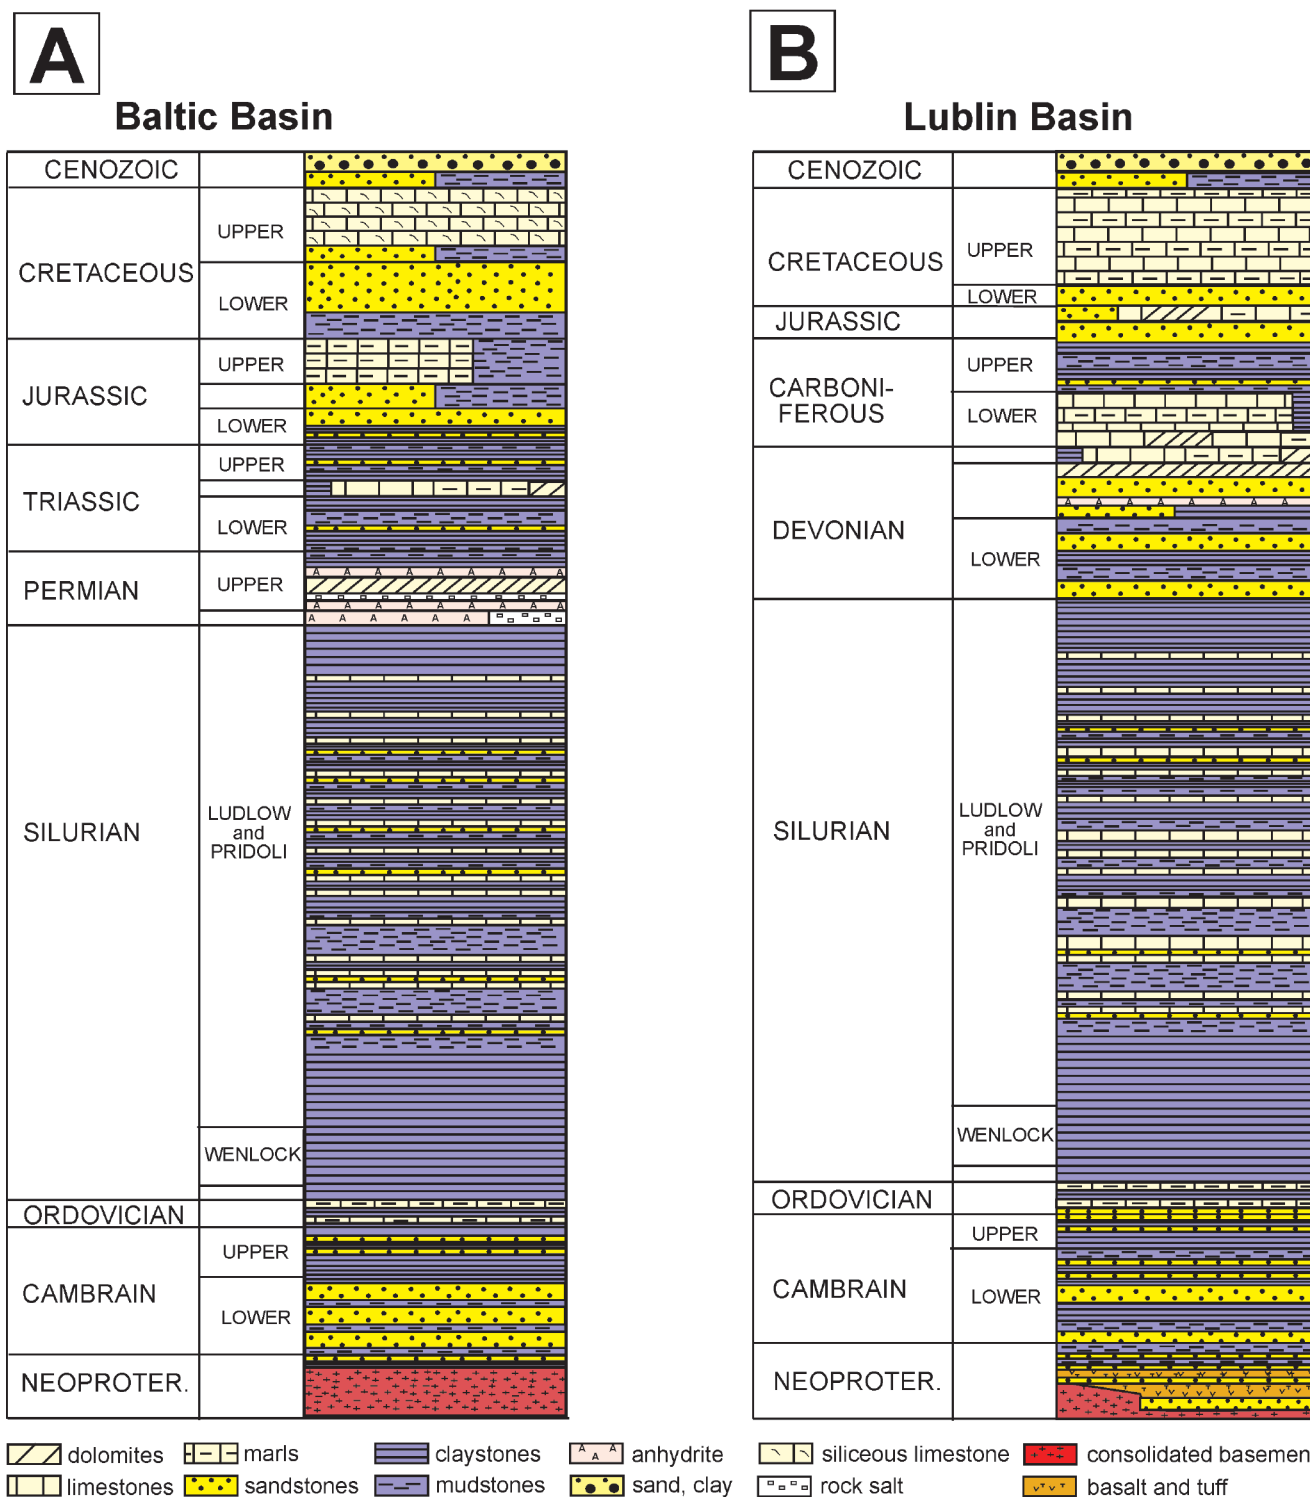 A
Baltic Basin
CENOZOIC
CRETACEOUS
UPPER
LOWER
JURASSIC
UPPER
LOWER
TRIASSIC
UPPER
LOWER
PERMIAN
UPPER
SILURIAN
LUDLOW
and
PRIDOLI
WENLOCK
ORDOVICIAN
CAMBRAIN
UPPER
LOWER
NEOPROTER.
B
Lublin Basin
CENOZOIC
CRETACEOUS
UPPER
LOWER
JURASSIC
CARBONI-
FEROUS
UPPER
LOWER
DEVONIAN
LOWER
SILURIAN
LUDLOW
and
PRIDOLI
WENLOCK
ORDOVICIAN
CAMBRAIN
UPPER
LOWER
NEOPROTER.
dolomites marls claystones anhydrite siliceous limestone consolidated basemen
limestones sandstones mudstones sand, clay rock salt basalt and tuff